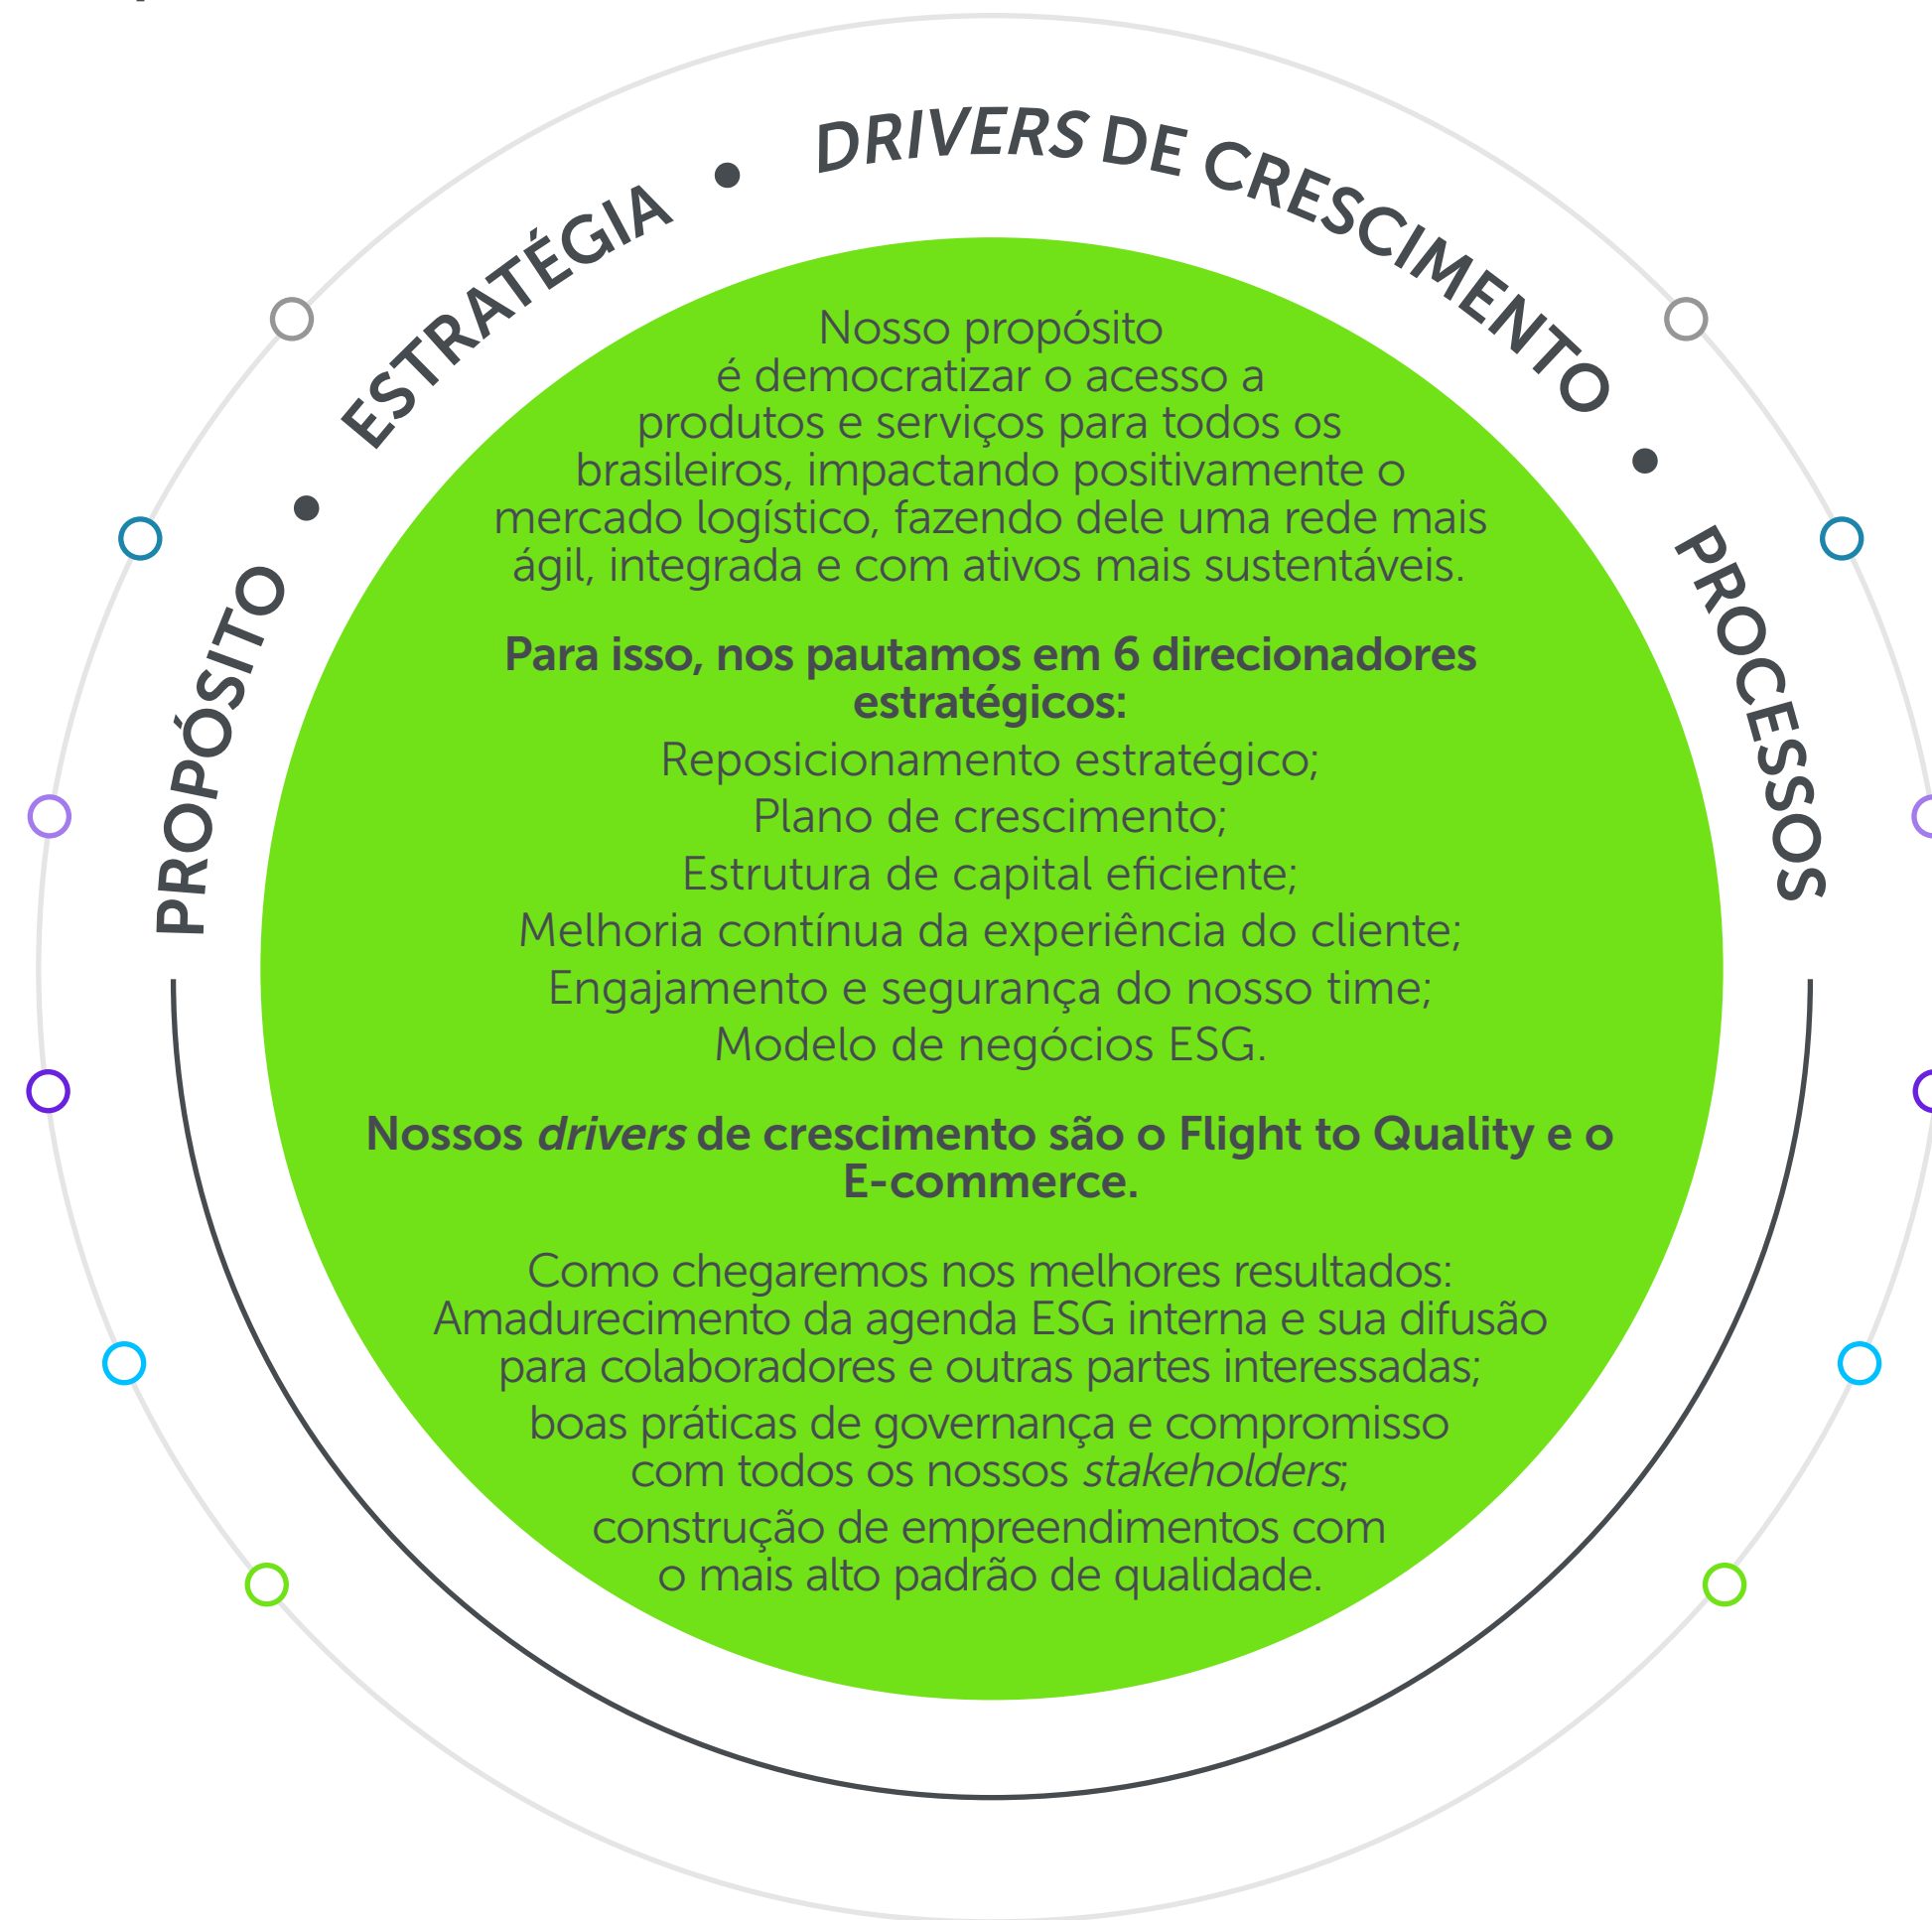 PROPÓSITO • ESTRATÉGIA • DRIVERS DE CRESCIMENTO • PROCESSOS
Nosso propósito
é democratizar o acesso a
produtos e serviços para todos os
brasileiros, impactando positivamente o
mercado logístico, fazendo dele uma rede mais
ágil, integrada e com ativos mais sustentáveis.
Para isso, nos pautamos em 6 direcionadores
estratégicos:
Reposicionamento estratégico;
Plano de crescimento;
Estrutura de capital eficiente;
Melhoria contínua da experiência do cliente;
Engajamento e segurança do nosso time;
Modelo de negócios ESG.
Nossos drivers de crescimento são o Flight to Quality e o
E-commerce.
Como chegaremos nos melhores resultados:
Amadurecimento da agenda ESG interna e sua difusão
para colaboradores e outras partes interessadas;
boas práticas de governança e compromisso
com todos os nossos stakeholders;
construção de empreendimentos com
o mais alto padrão de qualidade.